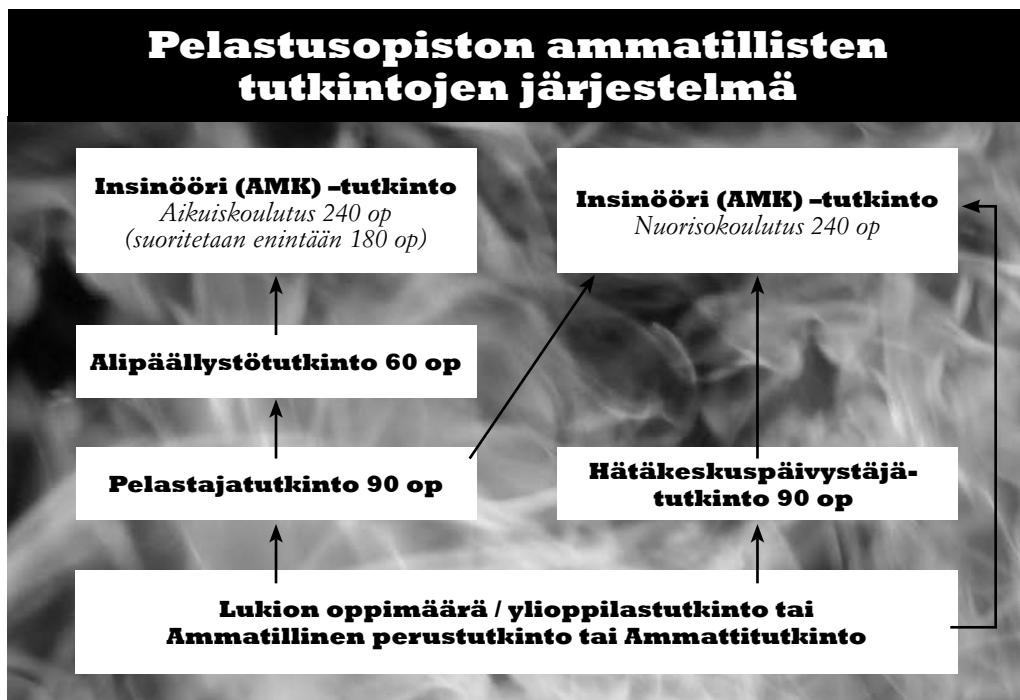 Pelastusopiston ammatillisten
tutkintojen järjestelmä
Insinööri (AMK) –tutkinto
Aikuiskoulutus 240 op
(suoritetaan enintään 180 op)
Insinööri (AMK) –tutkinto
Nuorisokoulutus 240 op
Alipäällystötutkinto 60 op
Pelastajatutkinto 90 op
Hätäkeskuspäivystäjä-
tutkinto 90 op
Lukion oppimäärä / ylioppilastutkinto tai
Ammatillinen perustutkinto tai Ammattitutkinto